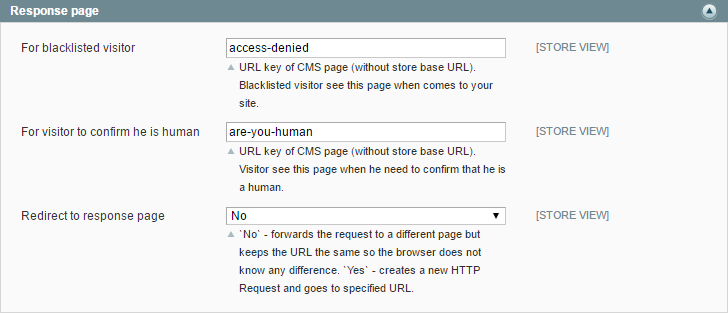 Response page
For blacklisted visitor access-denied [STORE VIEW]
URL key of CMS page (without store base URL).
Blacklisted visitor see this page when comes to your
site.
For visitor to confirm he is human are-you-human [STORE VIEW]
URL key of CMS page (without store base URL).
Visitor see this page when he need to confirm that he is
a human.
Redirect to response page No [STORE VIEW]
`No` - forwards the request to a different page but
keeps the URL the same so the browser does not
know any difference. `Yes` - creates a new HTTP
Request and goes to specified URL.